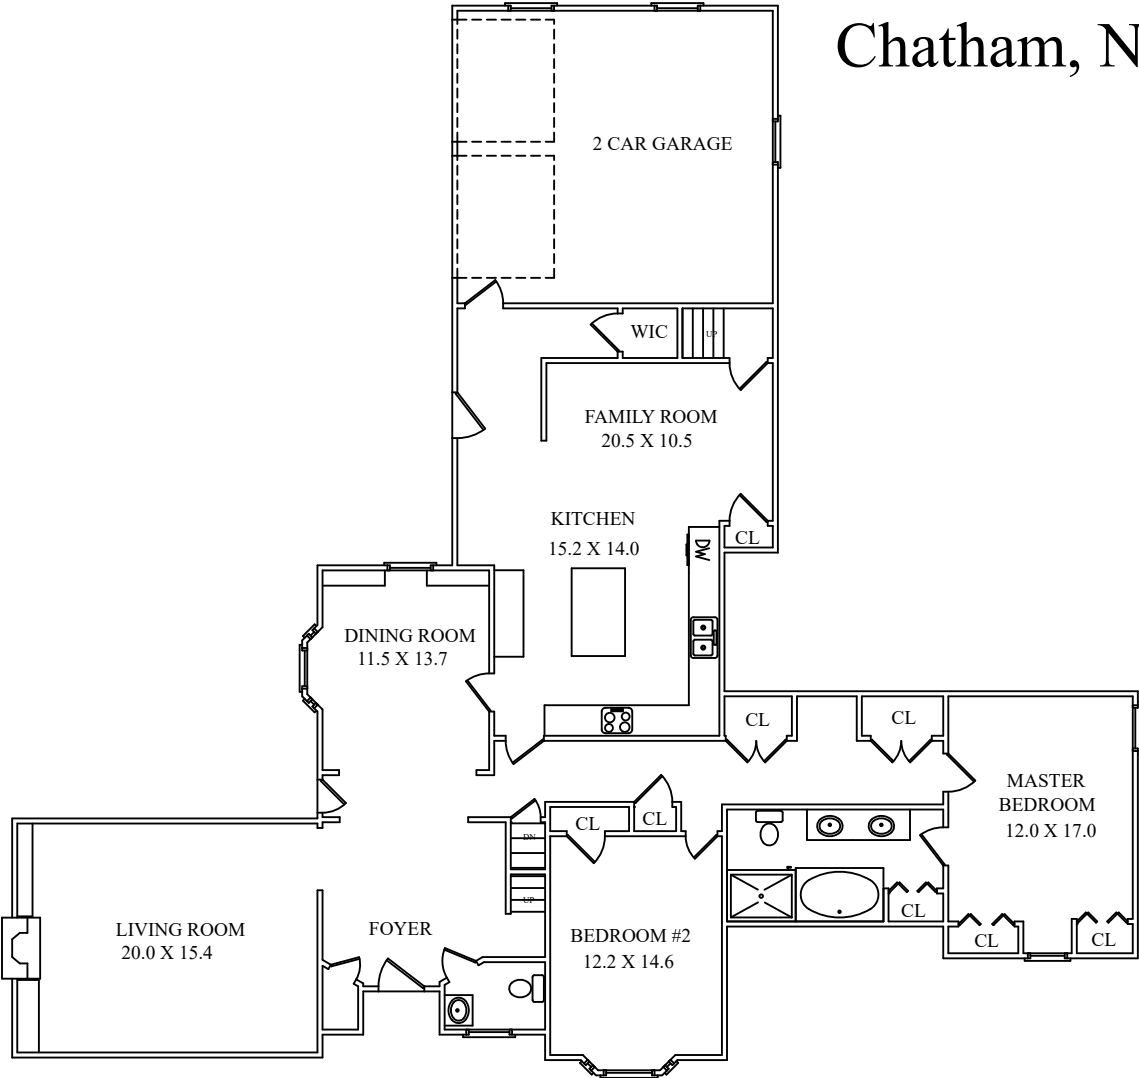 Chatham, N
2 CAR GARAGE
WIC
UP
FAMILY ROOM
20.5 X 10.5
KITCHEN
15.2 X 14.0
DW
CL
DINING ROOM
11.5 X 13.7
CL
CL
MASTER
BEDROOM
12.0 X 17.0
CL
CL
DN
UP
CL
CL
CL
LIVING ROOM
20.0 X 15.4
FOYER
BEDROOM #2
12.2 X 14.6